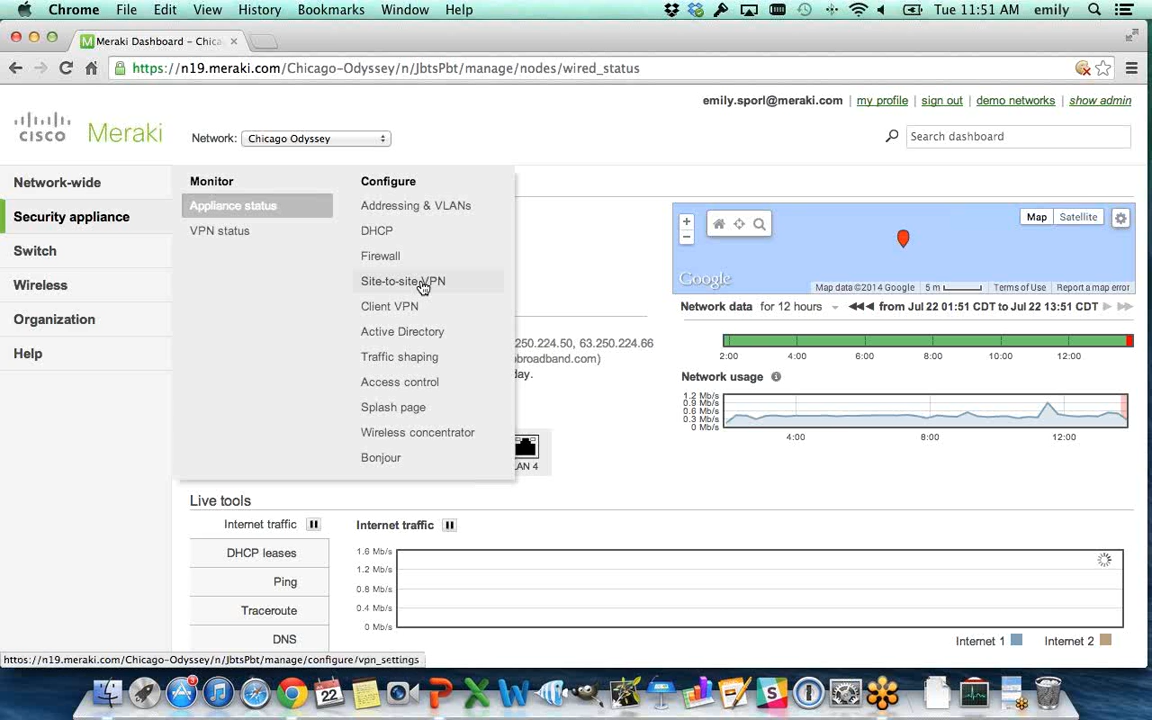 Chrome File Edit View History Bookmarks Window Help Tue 11:51 AM emily
Meraki Dashboard – Chica
https://n19.meraki.com/Chicago-Odyssey/n/JbtsPbt/manage/nodes/wired_status
emily.sporl@meraki.com my profile sign out demo networks show admin
CISCO Meraki
Network: Chicago Odyssey
Search dashboard
Network-wide
Security appliance
Switch
Wireless
Organization
Help
Monitor
Appliance status
VPN status
Configure
Addressing & VLANs
DHCP
Firewall
Site-to-site VPN
Client VPN
Active Directory
Traffic shaping
Access control
Splash page
Wireless concentrator
Bonjour
.250.224.50, 63.250.224.66
obroadband.com)
day.
LAN 4
+
−
Map Satellite
Google
Map data ©2014 Google 5 m Terms of Use Report a map error
Network data for 12 hours from Jul 22 01:51 CDT to Jul 22 13:51 CDT
2:00 4:00 6:00 8:00 10:00 12:00
Network usage
1.2 Mb/s
0.9 Mb/s
0.6 Mb/s
0.3 Mb/s
0 Mb/s
4:00 8:00 12:00
Live tools
Internet traffic
DHCP leases
Ping
Traceroute
DNS
Internet traffic
1.6 Mb/s
1.2 Mb/s
0.8 Mb/s
0.4 Mb/s
0 Mb/s
Internet 1 Internet 2
https://n19.meraki.com/Chicago-Odyssey/n/JbtsPbt/manage/configure/vpn_settings
22